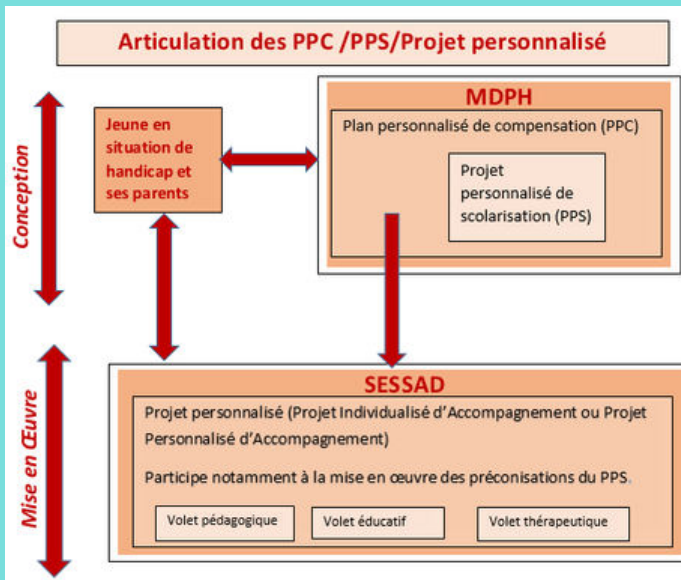 Articulation des PPC /PPS/Projet personnalisé
Conception
Jeune en
situation de
handicap et
ses parents
MDPH
Plan personnalisé de compensation (PPC)
Projet
personnalisé de
scolarisation (PPS)
Mise en Œuvre
SESSAD
Projet personnalisé (Projet Individualisé d’Accompagnement ou Projet
Personnalisé d’Accompagnement)
Participe notamment à la mise en œuvre des préconisations du PPS.
Volet pédagogique
Volet éducatif
Volet thérapeutique